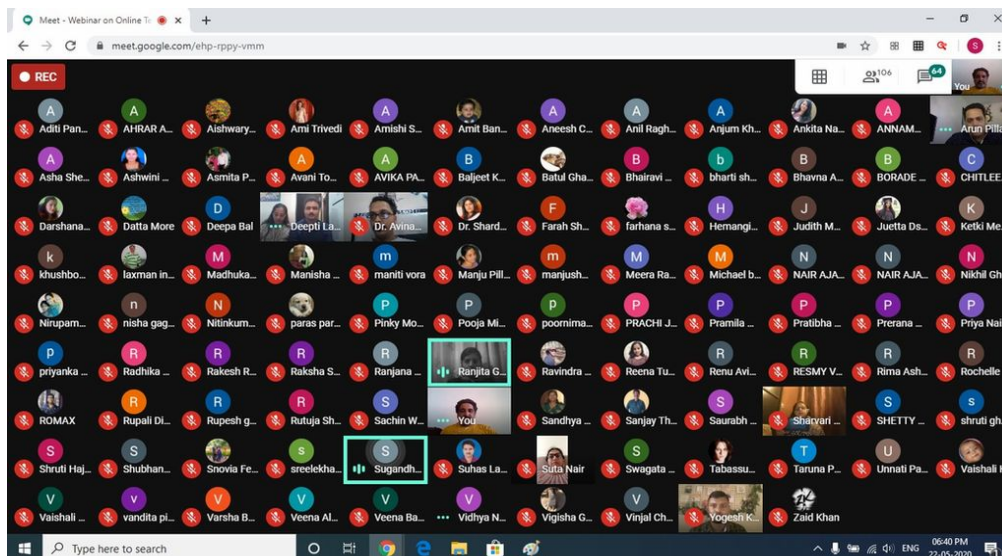 Meet - Webinar on Online T
meet.google.com/ehp-rppy-vmm
REC
106
64
You
A A A A A A A
Aditi Pan... AHRAR A... Aishwary... Ami Trivedi Amishi S... Amit Ban... Aneesh C... Anil Ragh... Anjum Kh... Ankita Na... ANNAM... Arun Pill
A A A B B b B B C
Asha She... Ashwini ... Asmita P... Avani To... AVIKA PA... Baljeet K... Batul Gha... Bhairavi ... bharti sh... Bhavna A... BORADE ... CHITLEE
D F H J K
Darshana... Datta More Deepa Bal Deepti La... Dr. Avina... Dr. Shard... Farah Sh... farhana s... Hemangi... Judith M... Juetta Ds... Ketki Me
k M m m M M N N N
khushbo... laxman in... Madhuka... Manisha ... maniti vora Manju Pill... manjush... Meera Ra... Michael b... NAIR AJA... NAIR AJA... Nikhil Gh
n N P P p P P P P P
Nirupam... nisha gag... Nitinkum... paras par... Pinky Mo... Pooja Mi... poornima... PRACHI J... Pramila ... Pratibha ... Prerana ... Priya Nai
p R R R R R R R R
priyanka ... Radhika ... Rakesh R... Raksha S... Ranjana ... Ranjita G... Ravindra ... Reena Tu... Renu Avi... RESMY V... Rima Ash... Rochelle
R R R S S S s
ROMAX Rupali Di... Rupesh g... Rutuja Sh... Sachin W... You Sandhya ... Sanjay Th... Saurabh ... Sharvari ... SHETTY ... shruti gh
S S s S S T U
Shruti Haj... Shubhan... Snovia Fe... sreelekha... Sugandh... Suhas La... Suta Nair Swagata ... Tabassu... Taruna P... Unnati Pa... Vaishali
V v V V V V V
Vaishali ... vandita pi... Varsha B... Veena Al... Veena Ba... Vidhya N... Vigisha G... Vinjal Ch... Yogesh K... Zaid Khan
Type here to search
ENG
06:40 PM
22-05-2020